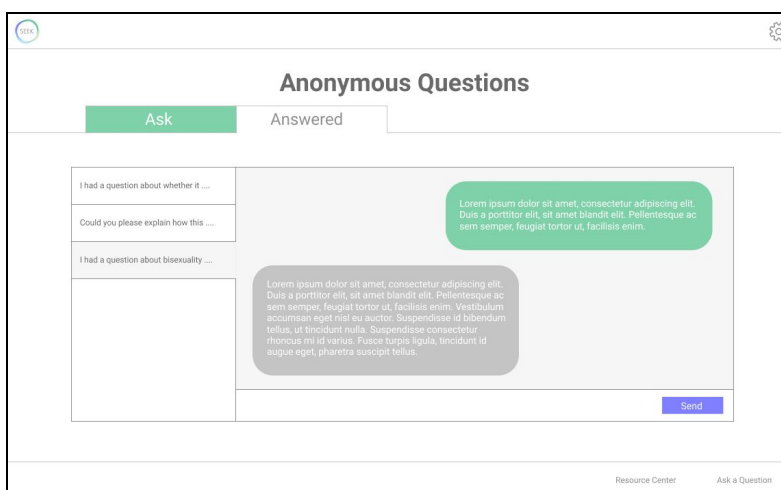 SEEK
Anonymous Questions
Ask
Answered
I had a question about whether it ....
Could you please explain how this ....
I had a question about bisexuality ....
Lorem ipsum dolor sit amet, consectetur adipiscing elit.
Duis a porttitor elit, sit amet blandit elit. Pellentesque ac
sem semper, feugiat tortor ut, facilisis enim.
Lorem ipsum dolor sit amet, consectetur adipiscing elit.
Duis a porttitor elit, sit amet blandit elit. Pellentesque ac
sem semper, feugiat tortor ut, facilisis enim. Vestibulum
accumsan eget nisl eu auctor. Suspendisse id bibendum
tellus, ut tincidunt nulla. Suspendisse consectetur
rhoncus mi id varius. Fusce turpis ligula, tincidunt id
augue eget, pharetra suscipit tellus.
Send
Resource Center
Ask a Question